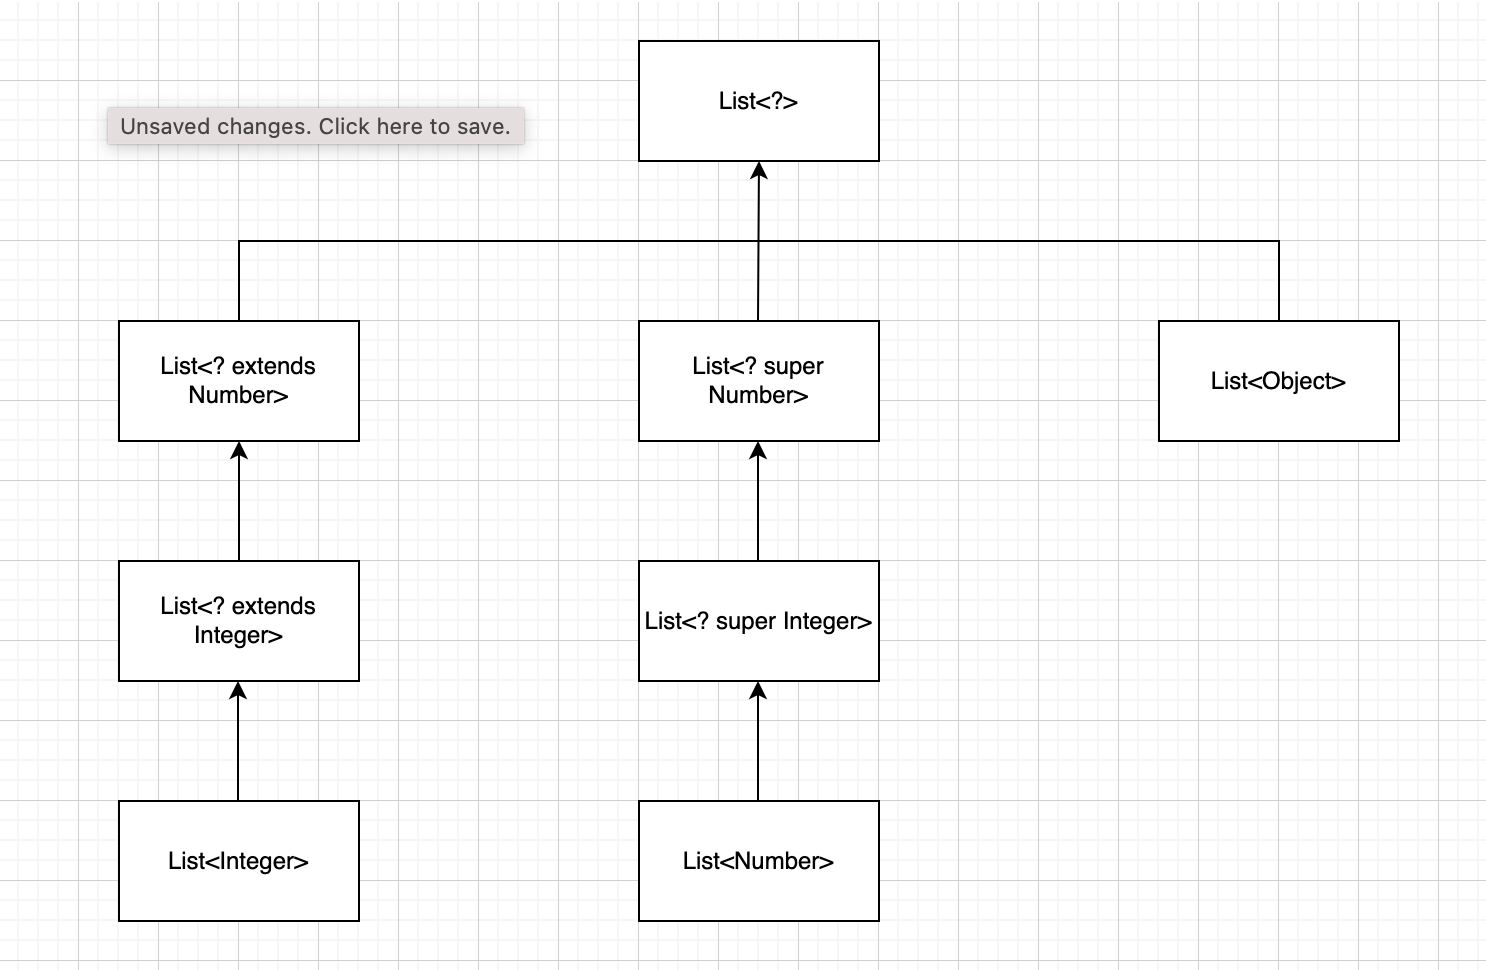 List<?>
Unsaved changes. Click here to save.
List<? extends
Number>
List<? super
Number>
List<Object>
List<? extends
Integer>
List<? super Integer>
List<Integer>
List<Number>